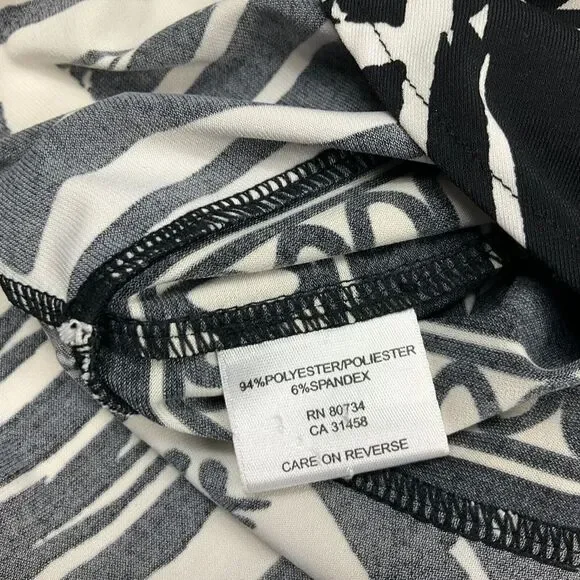 94%POLYESTER/POLIESTER
6%SPANDEX
RN 80734
CA 31458
CARE ON REVERSE